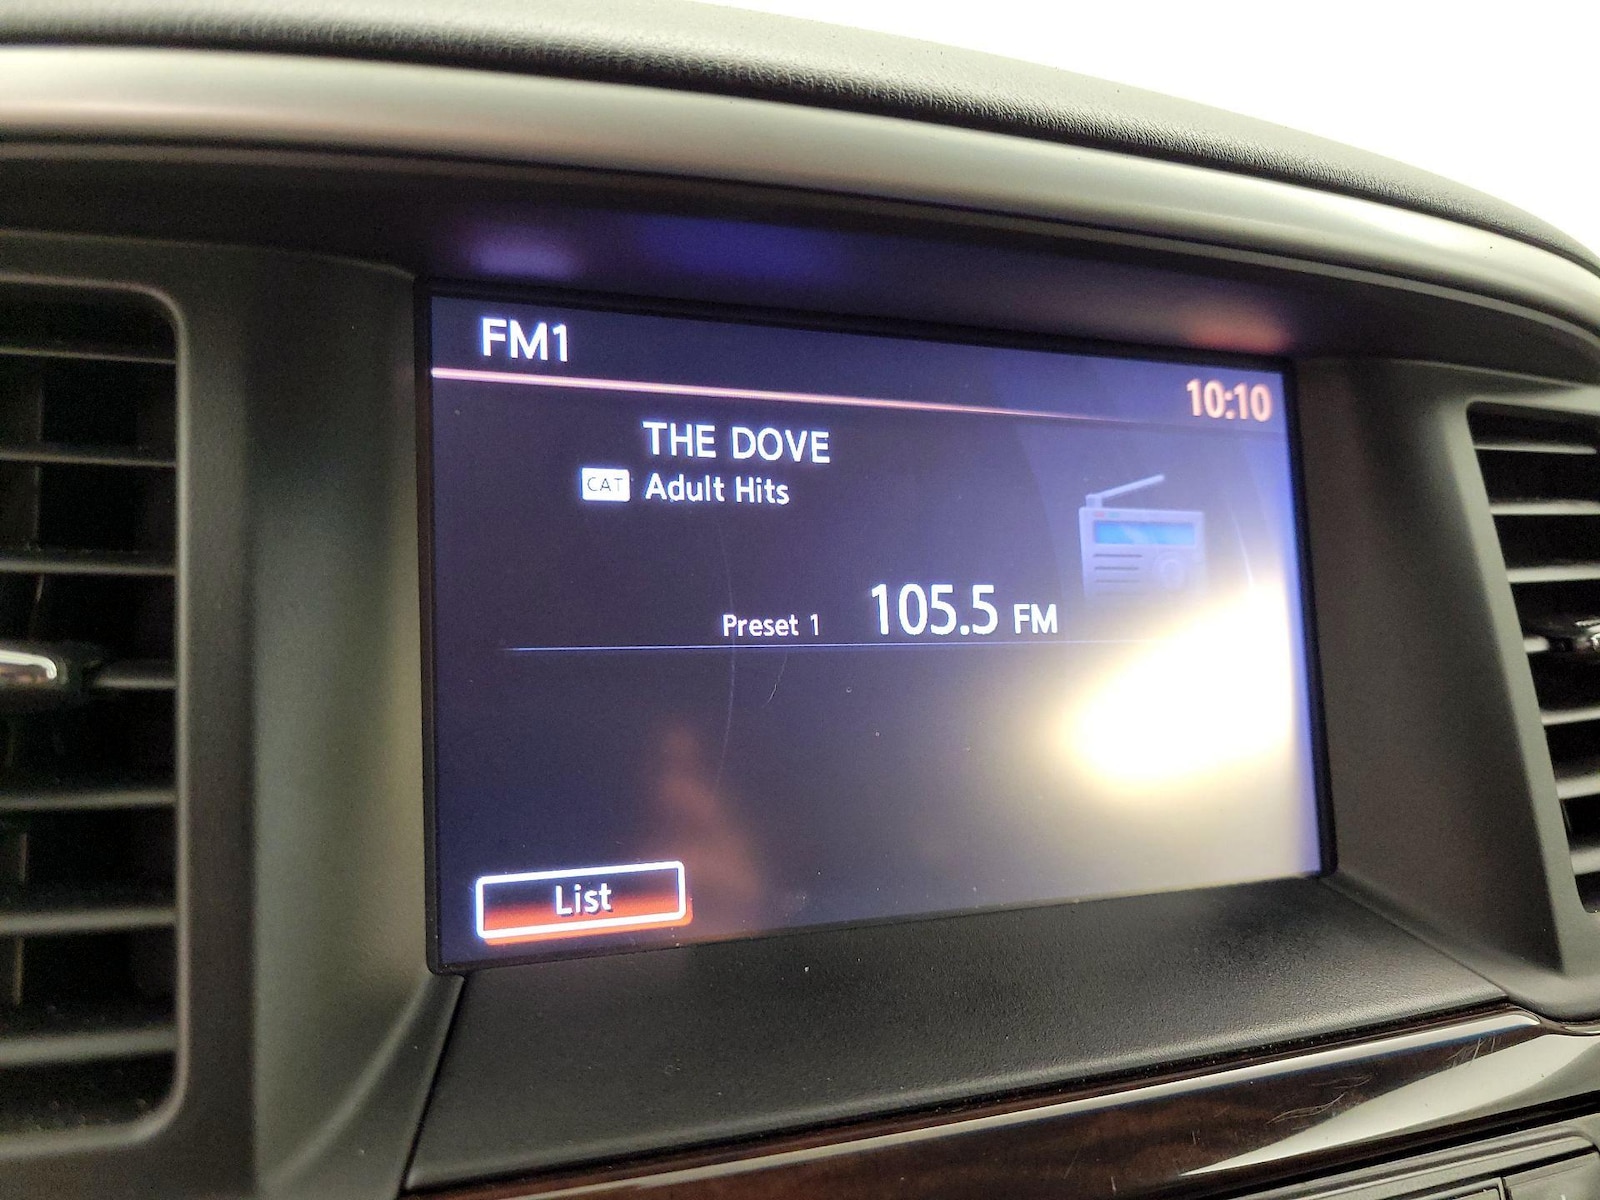 FM1
10:10
THE DOVE
CAT Adult Hits
Preset 1 105.5 FM
List